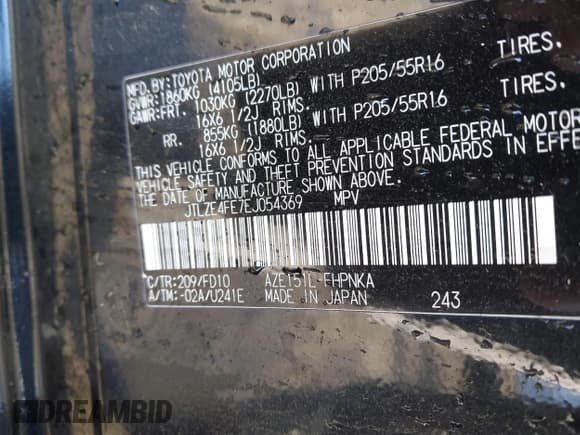 MFD.BY:TOYOTA MOTOR CORPORATION
GVWR:1860KG (4105LB)
GAWR:FRT. 1030KG (2270LB) WITH P205/55R16 TIRES.
16X6 1/2J RIMS.
RR. 855KG (1880LB) WITH P205/55R16 TIRES.
16X6 1/2J RIMS.
THIS VEHICLE CONFORMS TO ALL APPLICABLE FEDERAL MOTOR
VEHICLE SAFETY AND THEFT PREVENTION STANDARDS IN EFFE
THE DATE OF MANUFACTURE SHOWN ABOVE.
JTLZE4FE7EJ054369 MPV
C/TR:209/FD10 AZE151L-FHPNKA
A/TM:-02A/U241E MADE IN JAPAN 243
DREAMBID